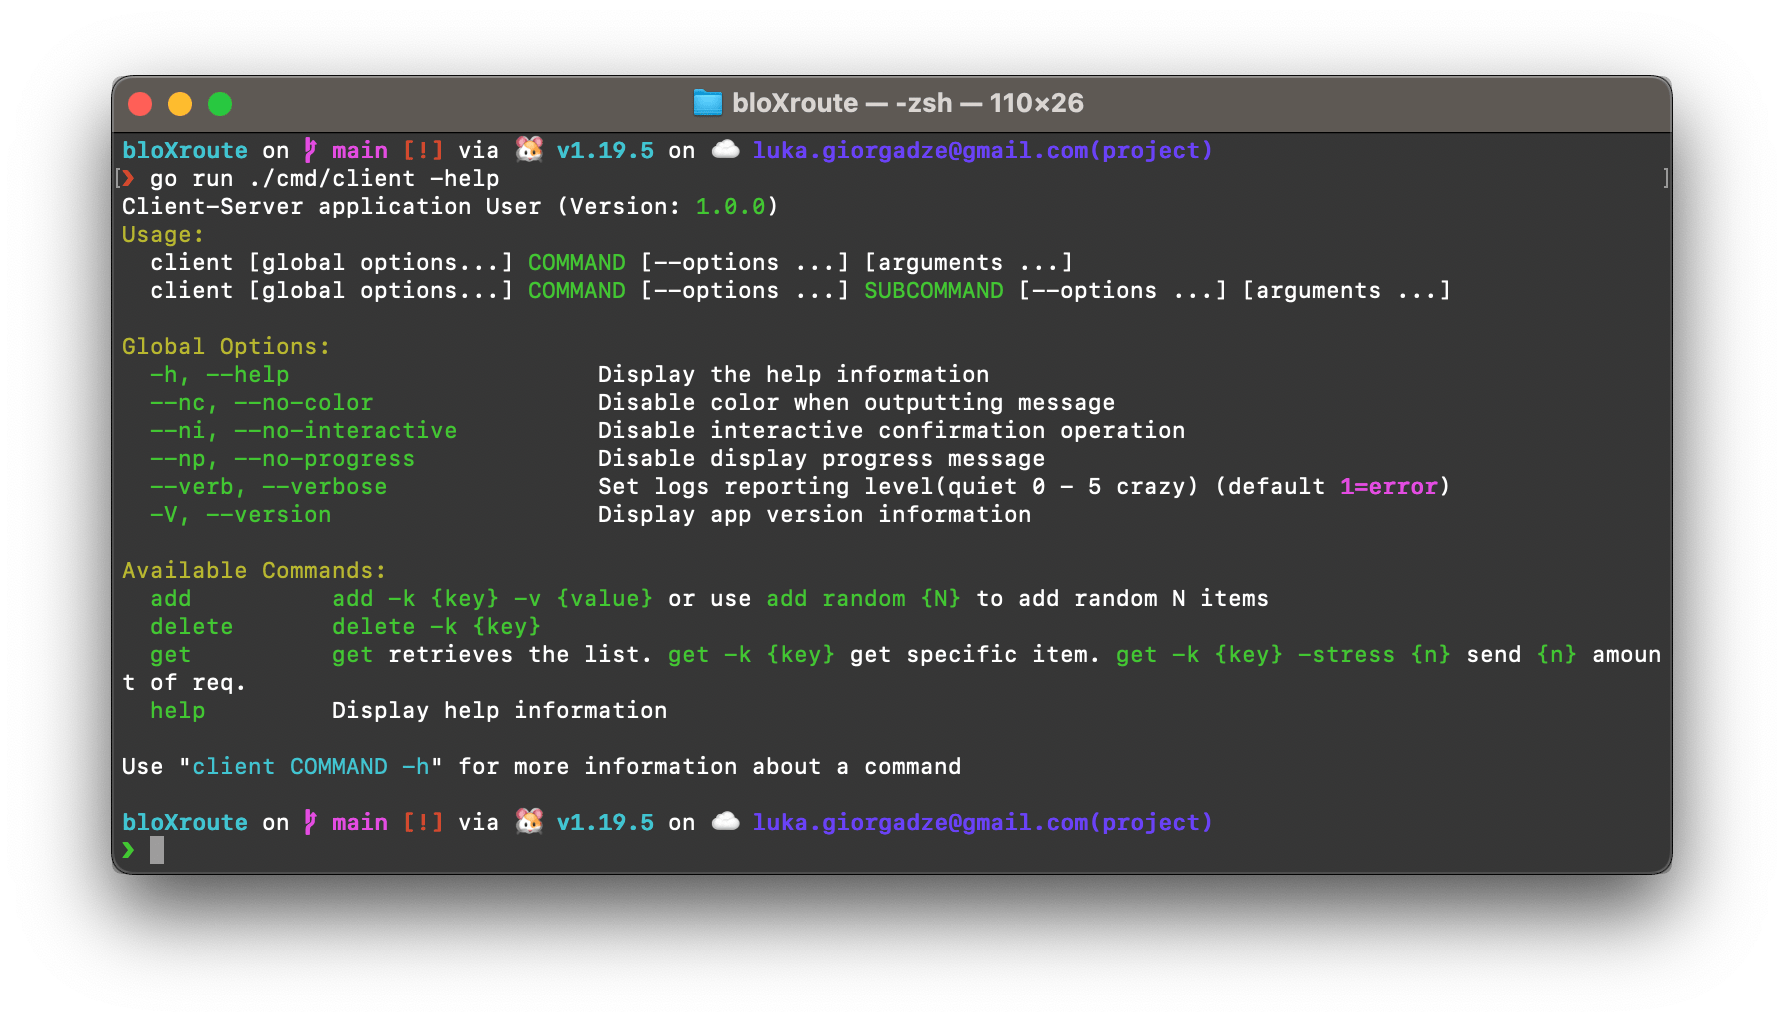 bloXroute — -zsh — 110×26
bloXroute on main [!] via 🐹 v1.19.5 on ☁️ luka.giorgadze@gmail.com(project)
[❯ go run ./cmd/client -help ]
Client-Server application User (Version: 1.0.0)
Usage:
  client [global options...] COMMAND [--options ...] [arguments ...]
  client [global options...] COMMAND [--options ...] SUBCOMMAND [--options ...] [arguments ...]

Global Options:
  -h, --help                      Display the help information
  --nc, --no-color                Disable color when outputting message
  --ni, --no-interactive          Disable interactive confirmation operation
  --np, --no-progress             Disable display progress message
  --verb, --verbose               Set logs reporting level(quiet 0 - 5 crazy) (default 1=error)
  -V, --version                   Display app version information

Available Commands:
  add          add -k {key} -v {value} or use add random {N} to add random N items
  delete       delete -k {key}
  get          get retrieves the list. get -k {key} get specific item. get -k {key} -stress {n} send {n} amoun
t of req.
  help         Display help information

Use "client COMMAND -h" for more information about a command

bloXroute on main [!] via 🐹 v1.19.5 on ☁️ luka.giorgadze@gmail.com(project)
❯